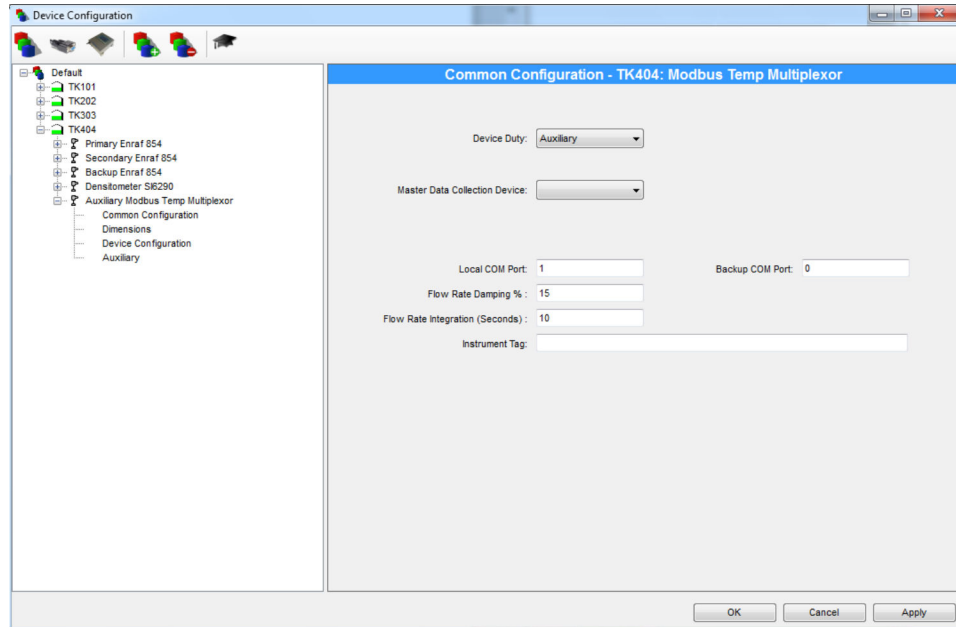 Device Configuration
Default
TK101
TK202
TK303
TK404
Primary Enraf 854
Secondary Enraf 854
Backup Enraf 854
Densitometer SI6290
Auxiliary Modbus Temp Multiplexor
Common Configuration
Dimensions
Device Configuration
Auxiliary
Common Configuration - TK404: Modbus Temp Multiplexor
Device Duty: Auxiliary
Master Data Collection Device:
Local COM Port: 1 Backup COM Port: 0
Flow Rate Damping % : 15
Flow Rate Integration (Seconds) : 10
Instrument Tag:
OK Cancel Apply